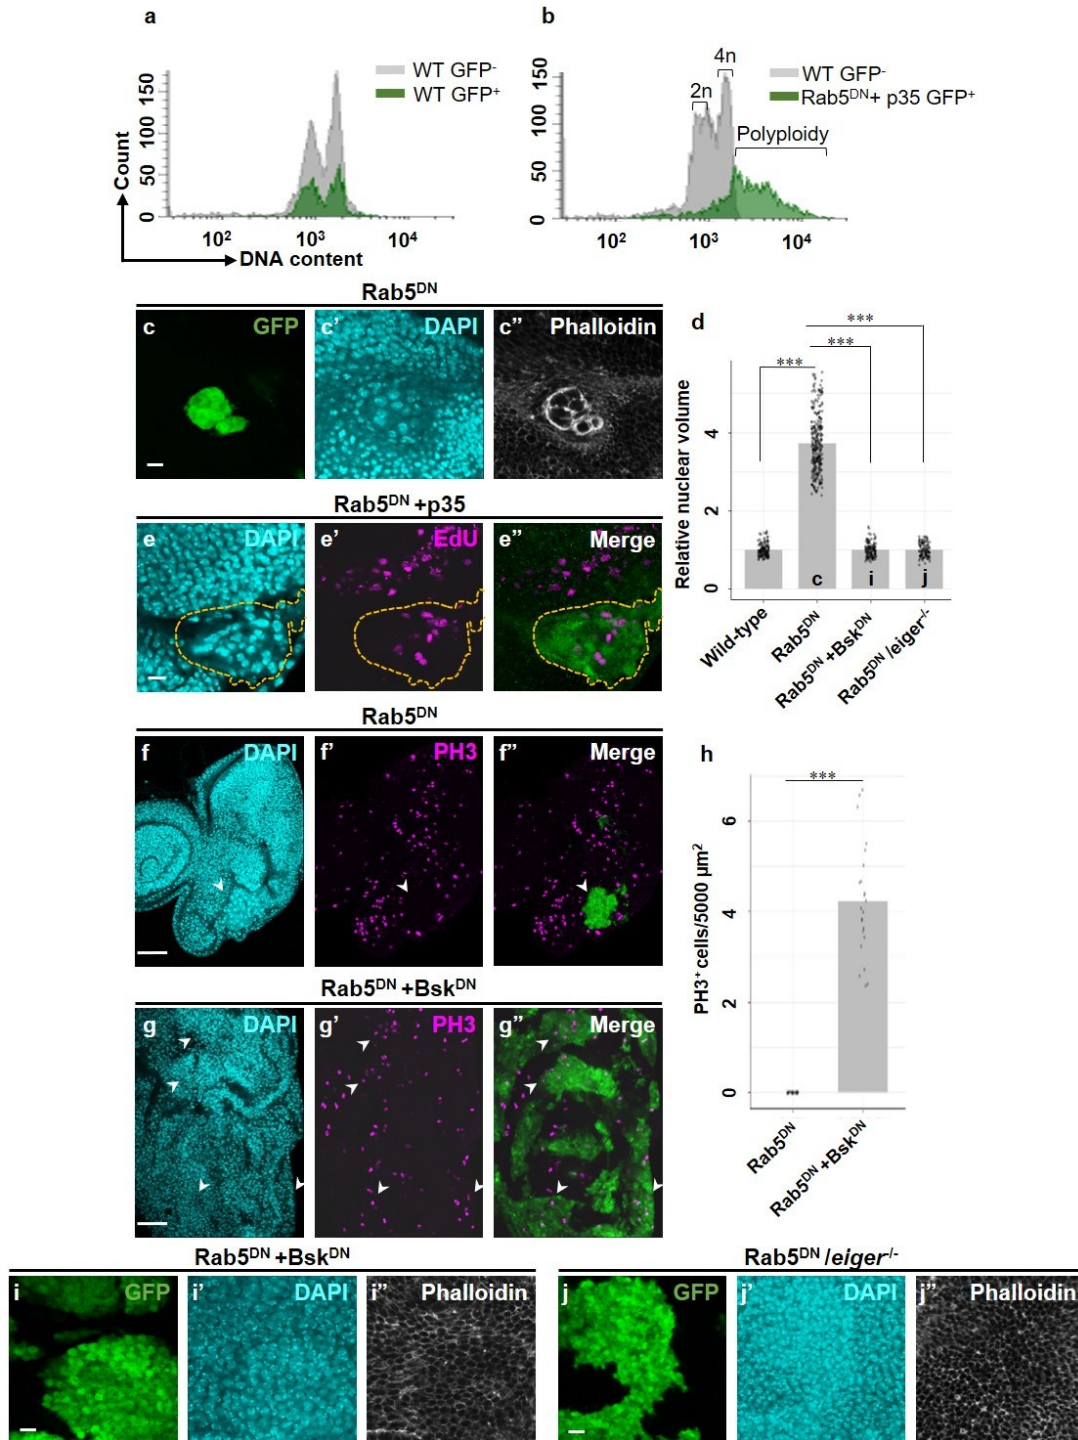 a
WT GFP-
WT GFP+
Count
0 50 100 150
10² 10³ 10⁴
DNA content
b
4n
2n
WT GFP-
Rab5DN+ p35 GFP+
Polyploidy
0 50 100 150
10² 10³ 10⁴
Rab5DN
c GFP
c' DAPI
c" Phalloidin
d
***
***
***
Relative nuclear volume
0 2 4
c i j
Wild-type
Rab5DN
Rab5DN +BskDN
Rab5DN /eiger-/-
Rab5DN +p35
e DAPI
e' EdU
e" Merge
Rab5DN
f DAPI
f' PH3
f" Merge
h
***
PH3+ cells/5000 µm²
0 2 4 6
Rab5DN
Rab5DN +BskDN
Rab5DN +BskDN
g DAPI
g' PH3
g" Merge
Rab5DN +BskDN
i GFP
i' DAPI
i" Phalloidin
Rab5DN /eiger-/-
j GFP
j' DAPI
j" Phalloidin